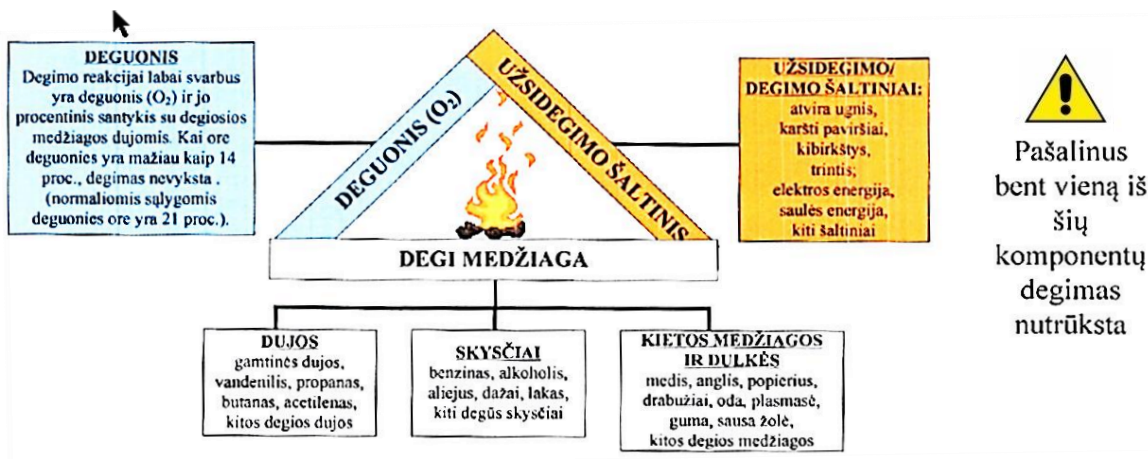 DEGUONIS
Degimo reakcijai labai svarbus
yra deguonis (O₂) ir jo
procentinis santykis su degiosios
medžiagos dujomis. Kai ore
deguonies yra mažiau kaip 14
proc., degimas nevyksta .
(normaliomis sąlygomis
deguonies ore yra 21 proc.).
DEGUONIS (O₂)
UŽSIDEGIMO ŠALTINIS
DEGI MEDŽIAGA
UŽSIDEGIMO/
DEGIMO ŠALTINIAI:
atvira ugnis,
karšti paviršiai,
kibirkštys,
trintis;
elektros energija,
saulės energija,
kiti šaltiniai
Pašalinus
bent vieną iš
šių
komponentų
degimas
nutrūksta
DUJOS
gamtinės dujos,
vandenilis, propanas,
butanas, acetilenas,
kitos degios dujos
SKYSČIAI
benzinas, alkoholis,
aliejus, dažai, lakas,
kiti degūs skysčiai
KIETOS MEDŽIAGOS
IR DULKĖS
medis, anglis, popierius,
drabužiai, oda, plasmasė,
guma, sausa žolė,
kitos degios medžiagos